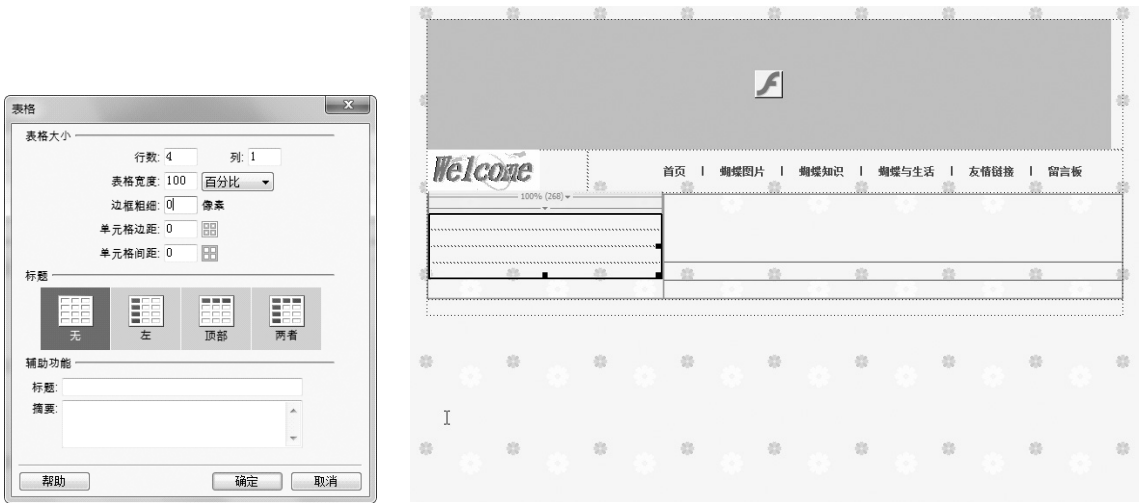 表格
表格大小
行数: 4 列: 1
表格宽度: 100 百分比
边框粗细: 0 像素
单元格边距: 0
单元格间距: 0
标题
无 左 顶部 两者
辅助功能
标题:
摘要:
帮助 确定 取消
Welcome
首页 | 蝴蝶图片 | 蝴蝶知识 | 蝴蝶与生活 | 友情链接 | 留言板
100% (268)